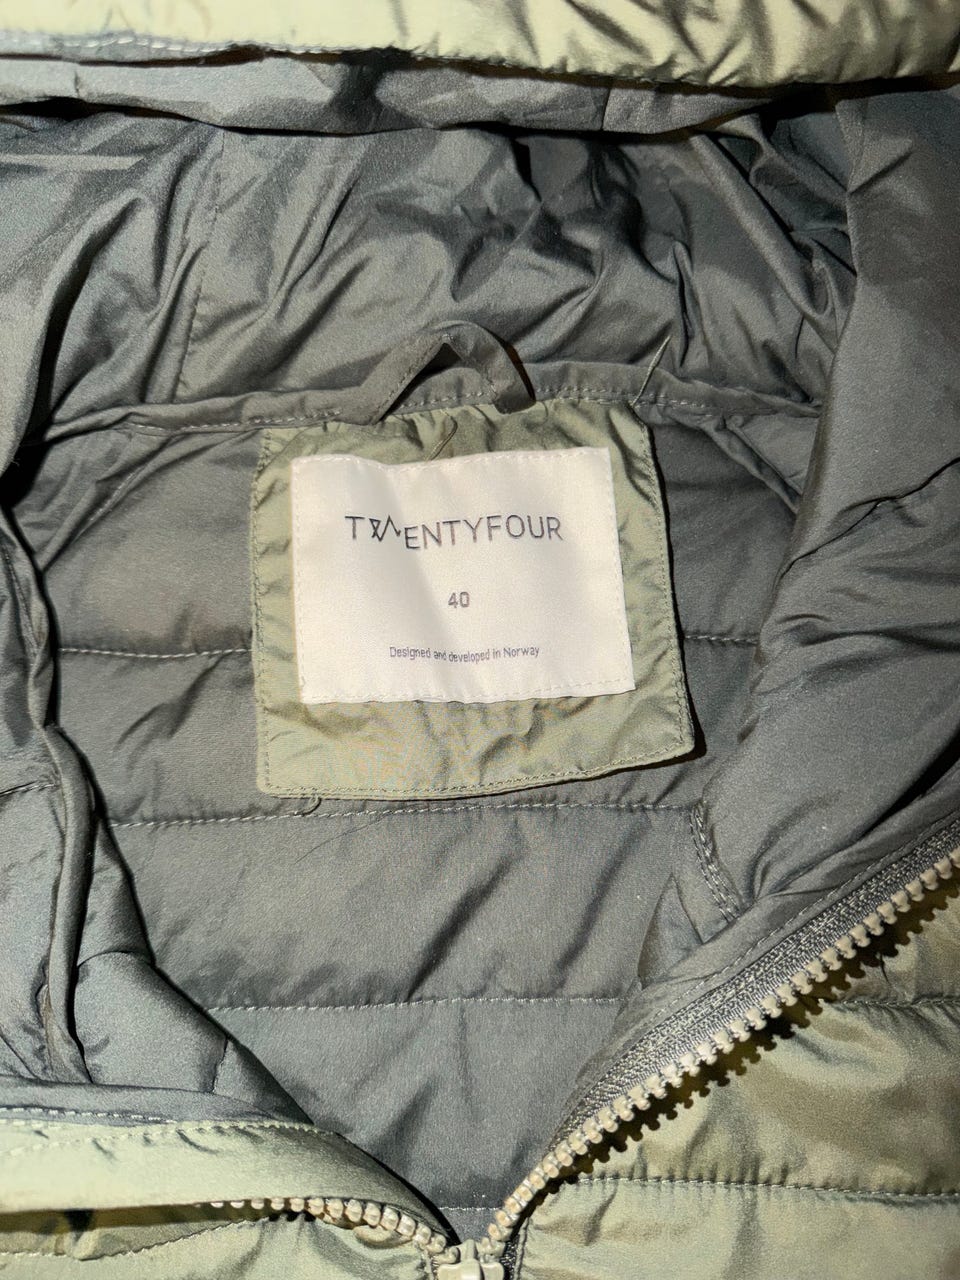 TWENTYFOUR
40
Designed and developed in Norway